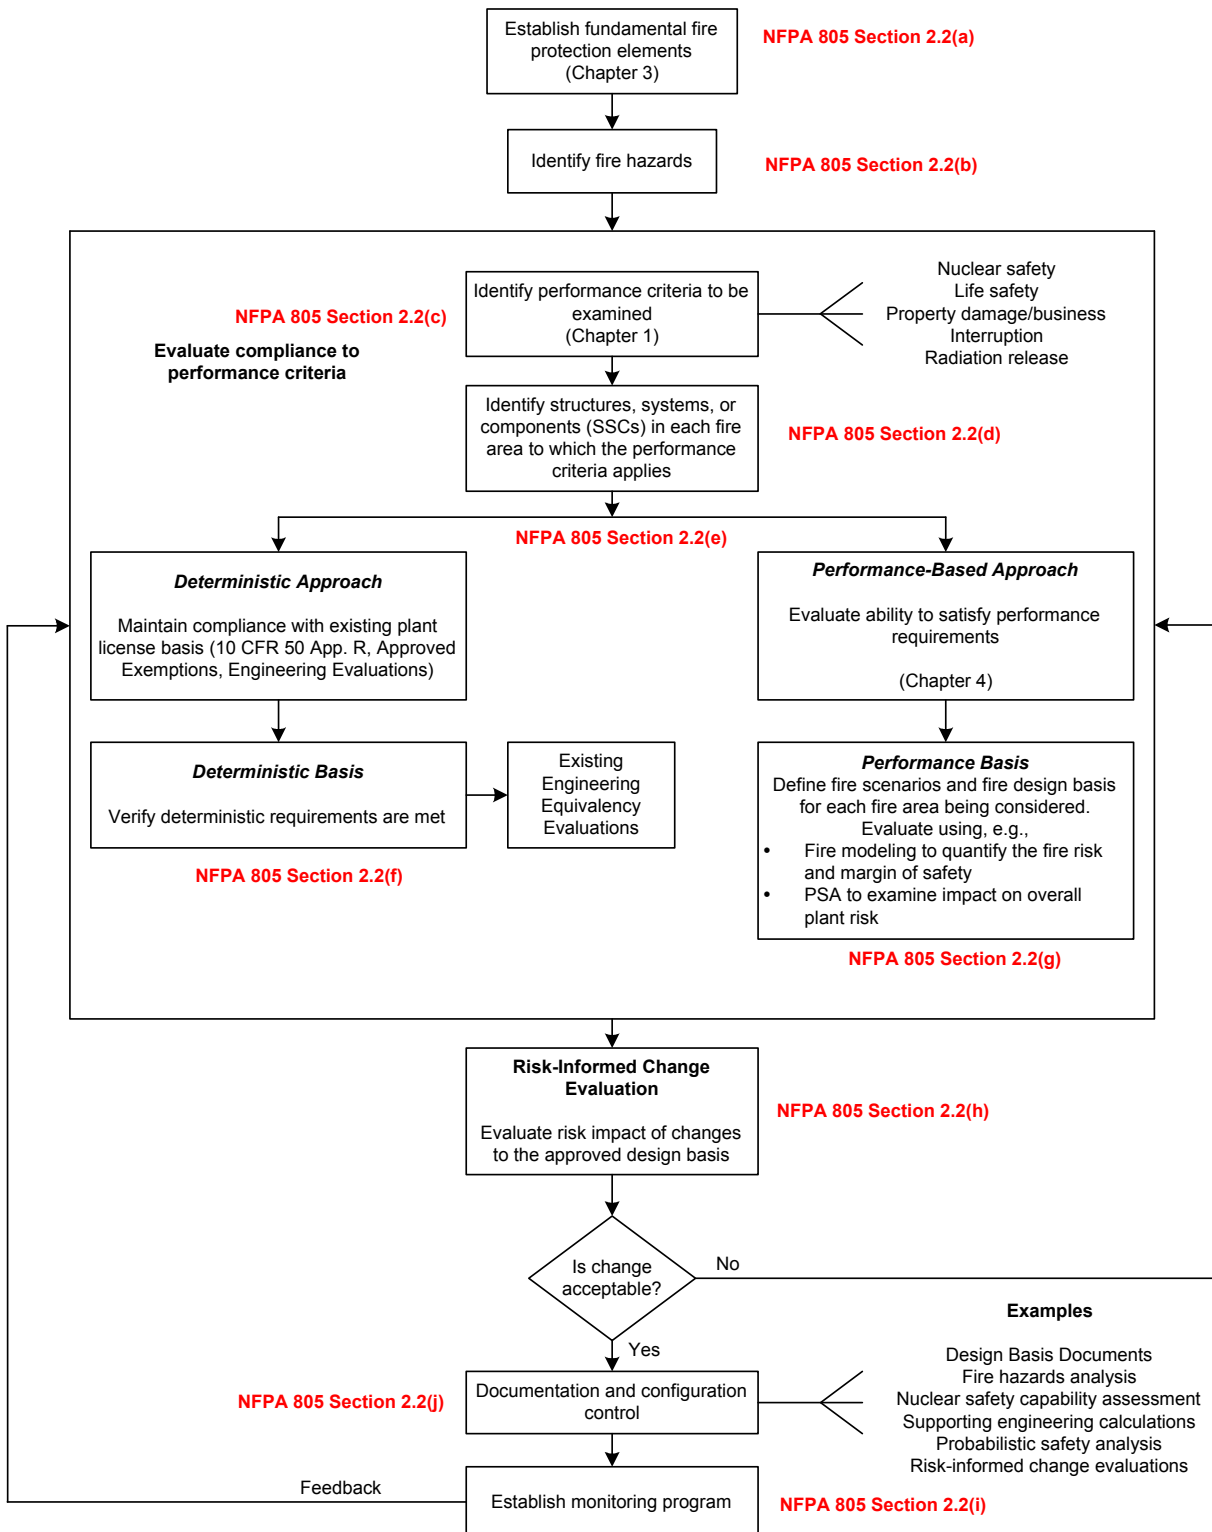 Establish fundamental fire
protection elements
(Chapter 3)
NFPA 805 Section 2.2(a)
Identify fire hazards
NFPA 805 Section 2.2(b)
NFPA 805 Section 2.2(c)
Evaluate compliance to
performance criteria
Identify performance criteria to be
examined
(Chapter 1)
Nuclear safety
Life safety
Property damage/business
Interruption
Radiation release
Identify structures, systems, or
components (SSCs) in each fire
area to which the performance
criteria applies
NFPA 805 Section 2.2(d)
NFPA 805 Section 2.2(e)
Deterministic Approach
Maintain compliance with existing plant
license basis (10 CFR 50 App. R, Approved
Exemptions, Engineering Evaluations)
Performance-Based Approach
Evaluate ability to satisfy performance
requirements
(Chapter 4)
Deterministic Basis
Verify deterministic requirements are met
NFPA 805 Section 2.2(f)
Existing
Engineering
Equivalency
Evaluations
Performance Basis
Define fire scenarios and fire design basis
for each fire area being considered.
Evaluate using, e.g.,
• Fire modeling to quantify the fire risk
and margin of safety
• PSA to examine impact on overall
plant risk
NFPA 805 Section 2.2(g)
Risk-Informed Change
Evaluation
Evaluate risk impact of changes
to the approved design basis
NFPA 805 Section 2.2(h)
Is change
acceptable?
No
Yes
Examples
Design Basis Documents
Fire hazards analysis
Nuclear safety capability assessment
Supporting engineering calculations
Probabilistic safety analysis
Risk-informed change evaluations
NFPA 805 Section 2.2(j)
Documentation and configuration
control
Feedback
Establish monitoring program
NFPA 805 Section 2.2(i)